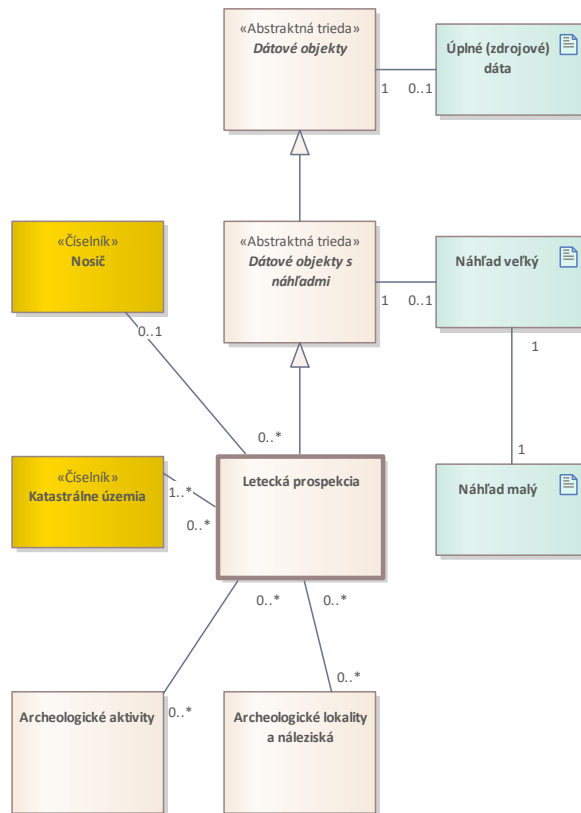 «Abstraktná trieda»
Dátové objekty
Úplné (zdrojové)
dáta
1
0..1
«Číselník»
Nosič
«Abstraktná trieda»
Dátové objekty s
náhľadmi
Náhľad veľký
1
0..1
0..1
1
0..*
1
«Číselník»
Katastrálne územia
1..*
0..*
Letecká prospekcia
Náhľad malý
0..*
0..*
0..*
0..*
Archeologické aktivity
Archeologické lokality
a náleziská